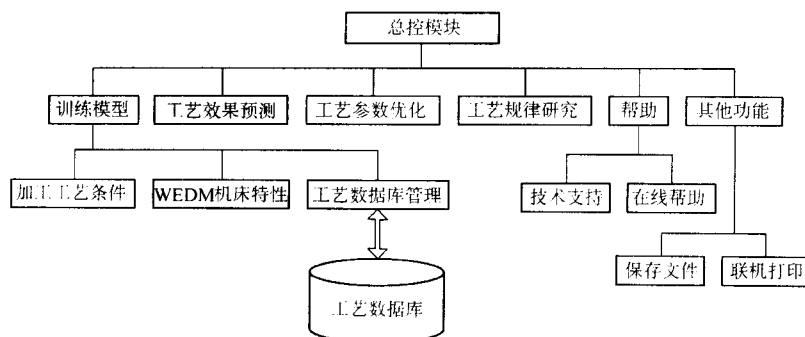 总控模块
训练模型
工艺效果预测
工艺参数优化
工艺规律研究
帮助
其他功能
加工工艺条件
WEDM机床特性
工艺数据库管理
技术支持
在线帮助
保存文件
联机打印
工艺数据库